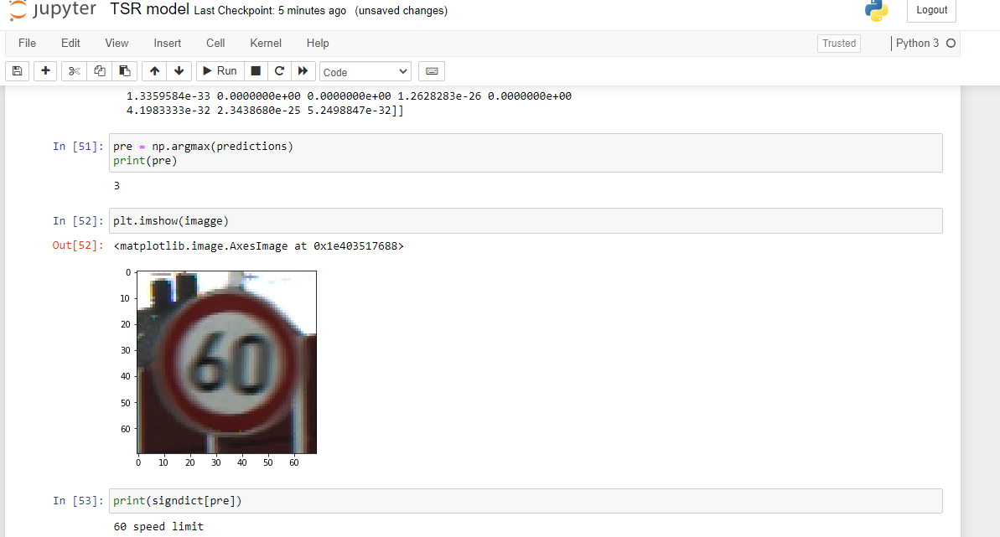 jupyter TSR model Last Checkpoint: 5 minutes ago (unsaved changes)
Logout
File Edit View Insert Cell Kernel Help
Trusted
Python 3
Run
Code
1.3359584e-33 0.0000000e+00 0.0000000e+00 1.2628283e-26 0.0000000e+00
4.1983333e-32 2.3438680e-25 5.2498847e-32]]
In [51]: pre = np.argmax(predictions)
print(pre)
3
In [52]: plt.imshow(imagge)
Out[52]: <matplotlib.image.AxesImage at 0x1e403517688>
0
10
20
30
40
50
60
60
0 10 20 30 40 50 60
In [53]: print(signdict[pre])
60 speed limit